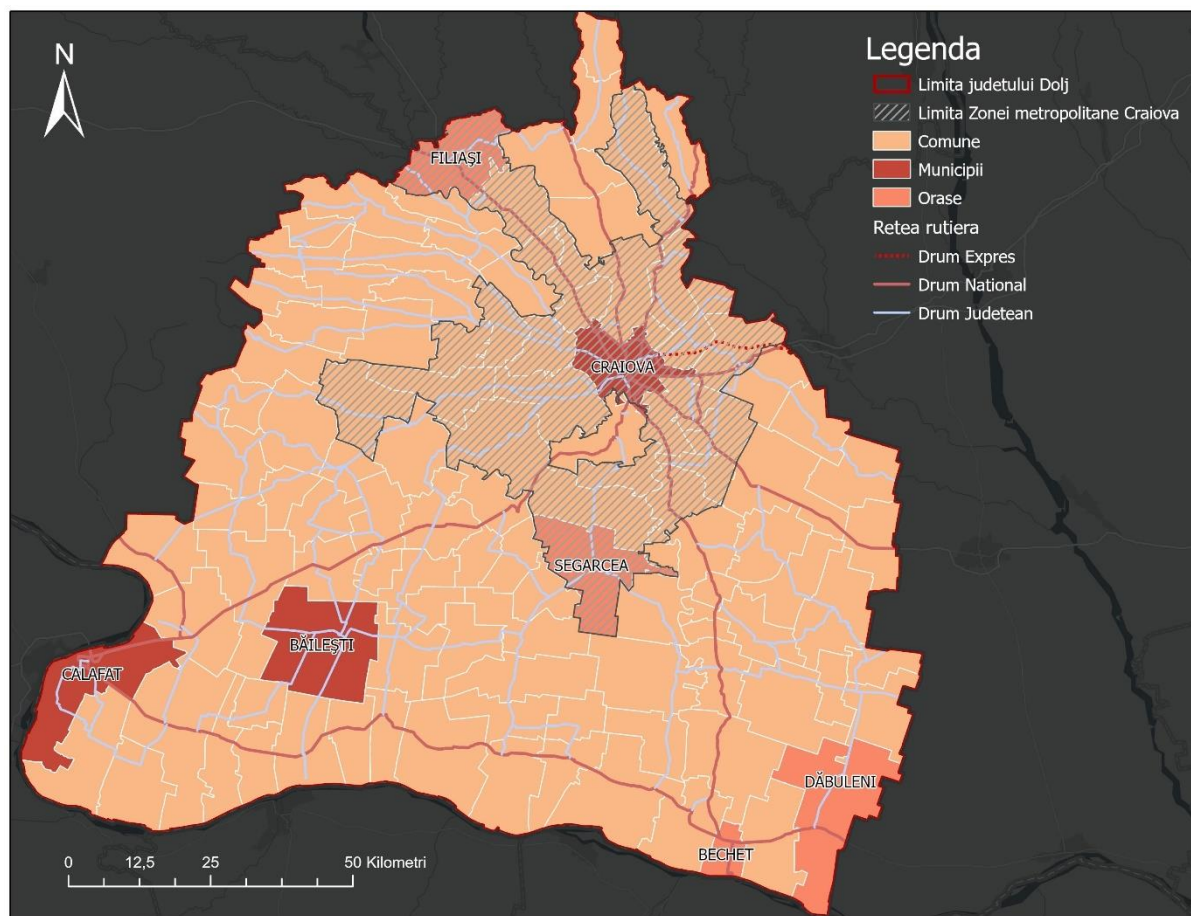 N
Legenda
Limita judetului Dolj
Limita Zonei metropolitane Craiova
Comune
Municipii
Orase
Retea rutiera
Drum Expres
Drum National
Drum Judetean
FILIAȘI
CRAIOVA
SEGARCEA
BĂILEȘTI
CALAFAT
DĂBULENI
BECHET
0 12,5 25 50 Kilometri